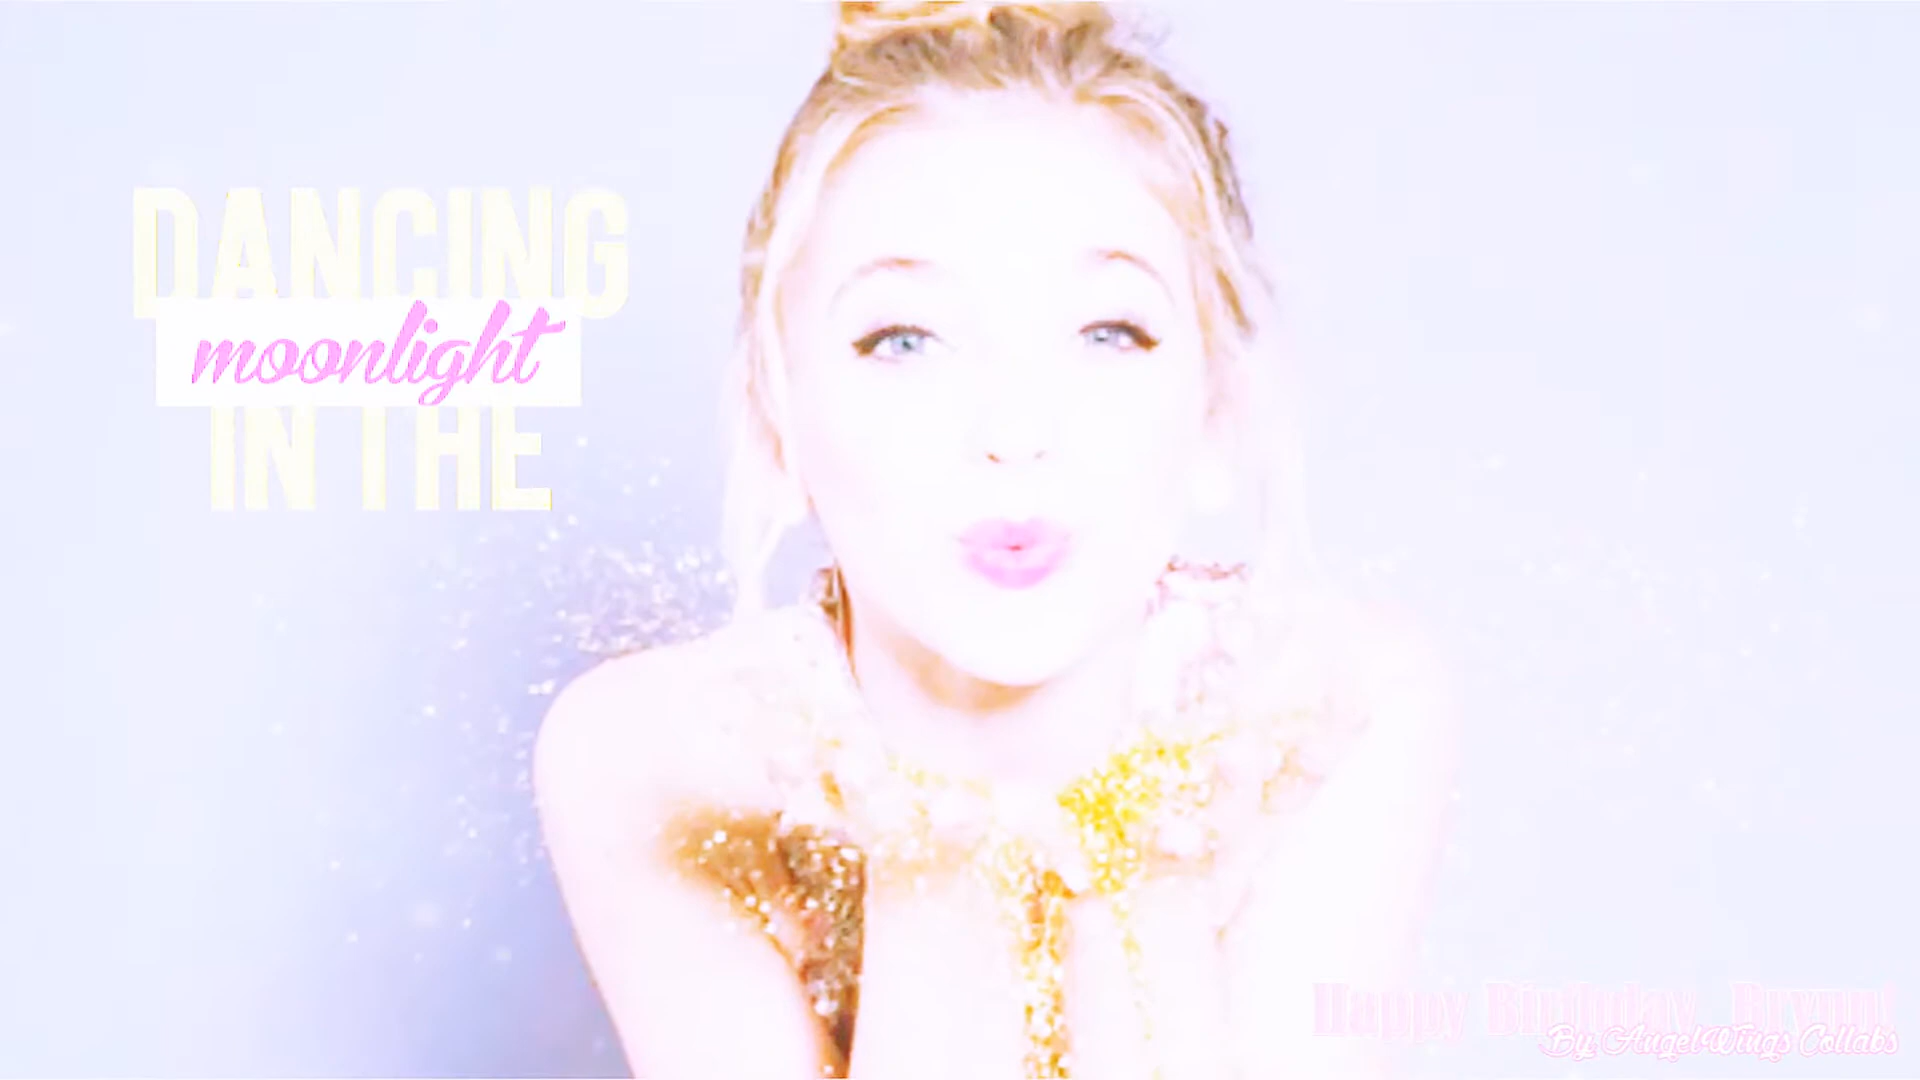 DANCING
moonlight
IN THE
Happy Birthday, Brynn!
By AngelWings Collabs